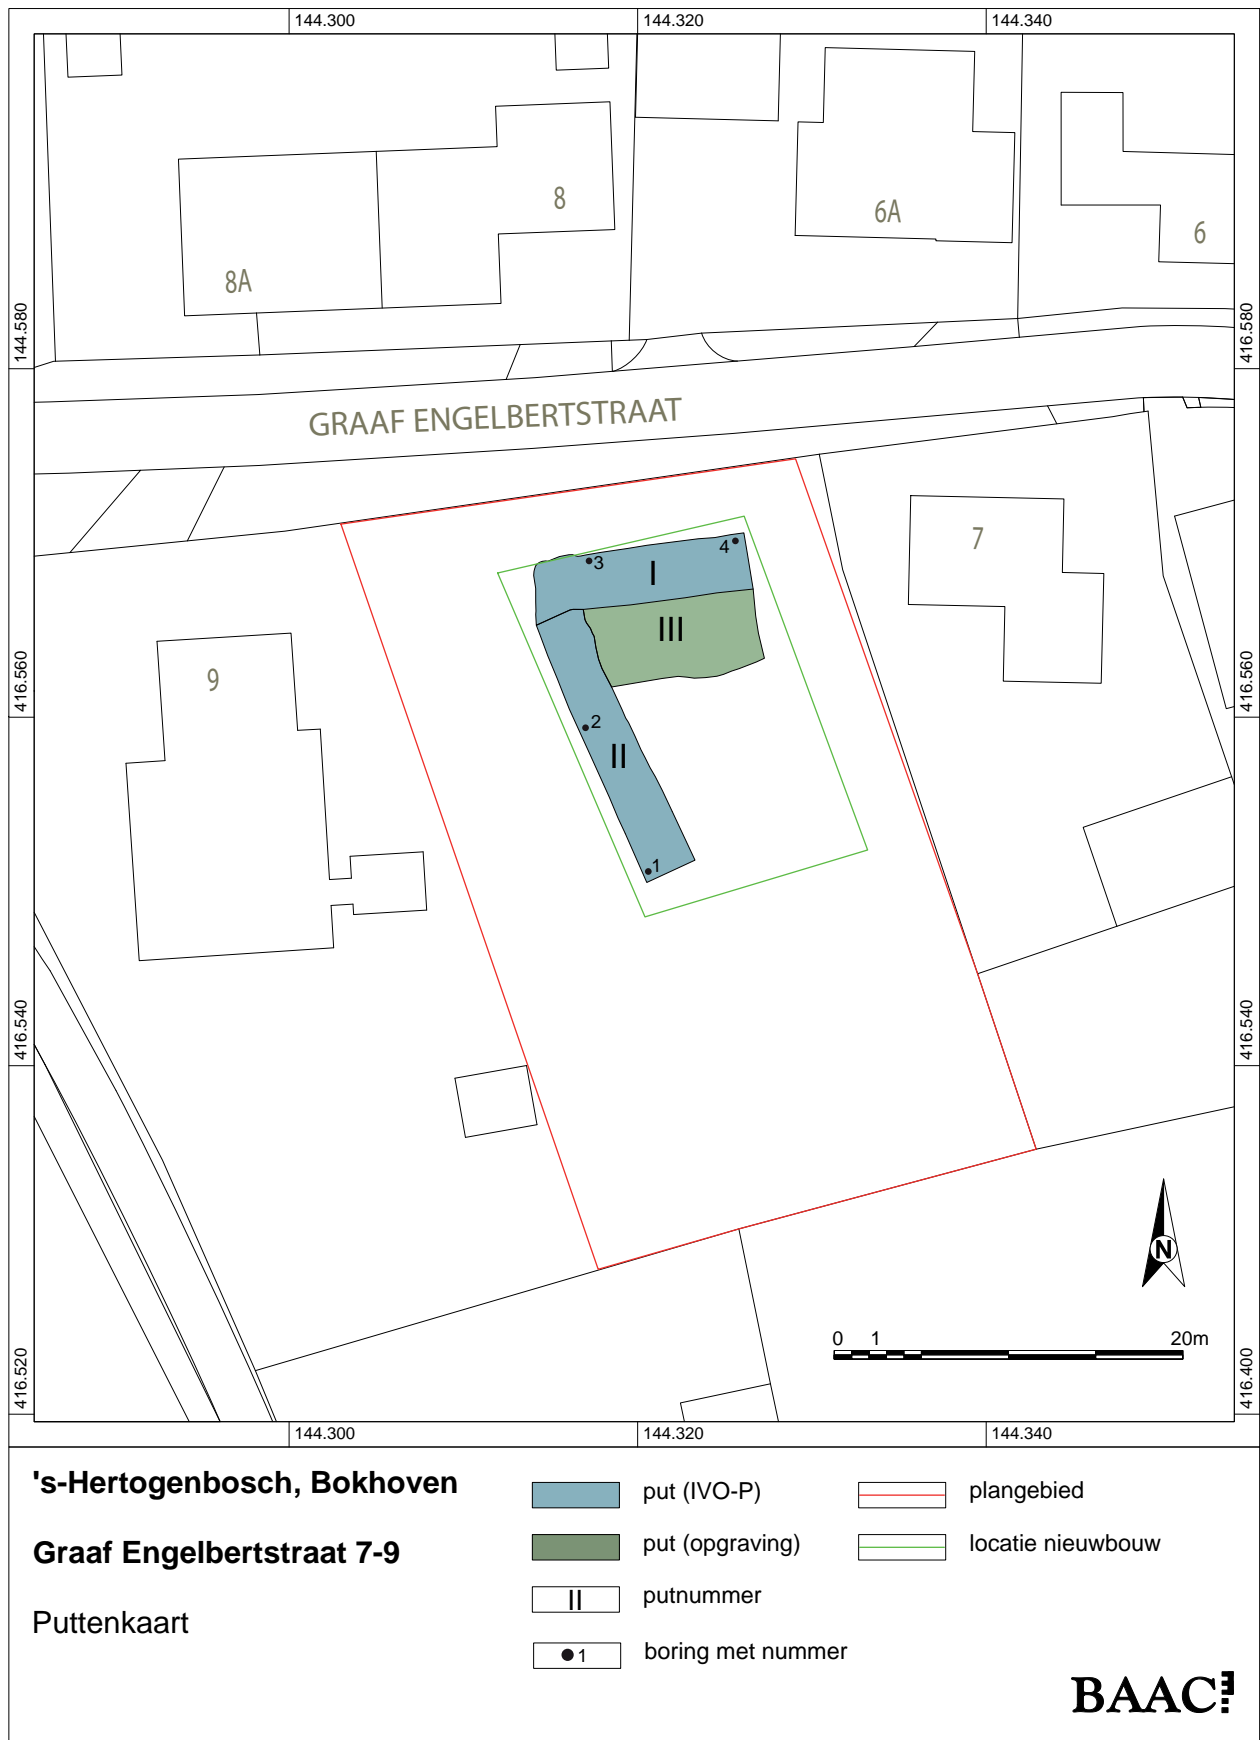 144.300
144.320
144.340
8
6A
6
8A
144.580
416.580
GRAAF ENGELBERTSTRAAT
7
4
3
I
III
9
416.560
416.560
2
II
1
416.540
416.540
N
0 1 20m
416.520
416.400
144.300
144.320
144.340
's-Hertogenbosch, Bokhoven
Graaf Engelbertstraat 7-9
Puttenkaart
put (IVO-P)
put (opgraving)
II putnummer
1 boring met nummer
plangebied
locatie nieuwbouw
BAAC